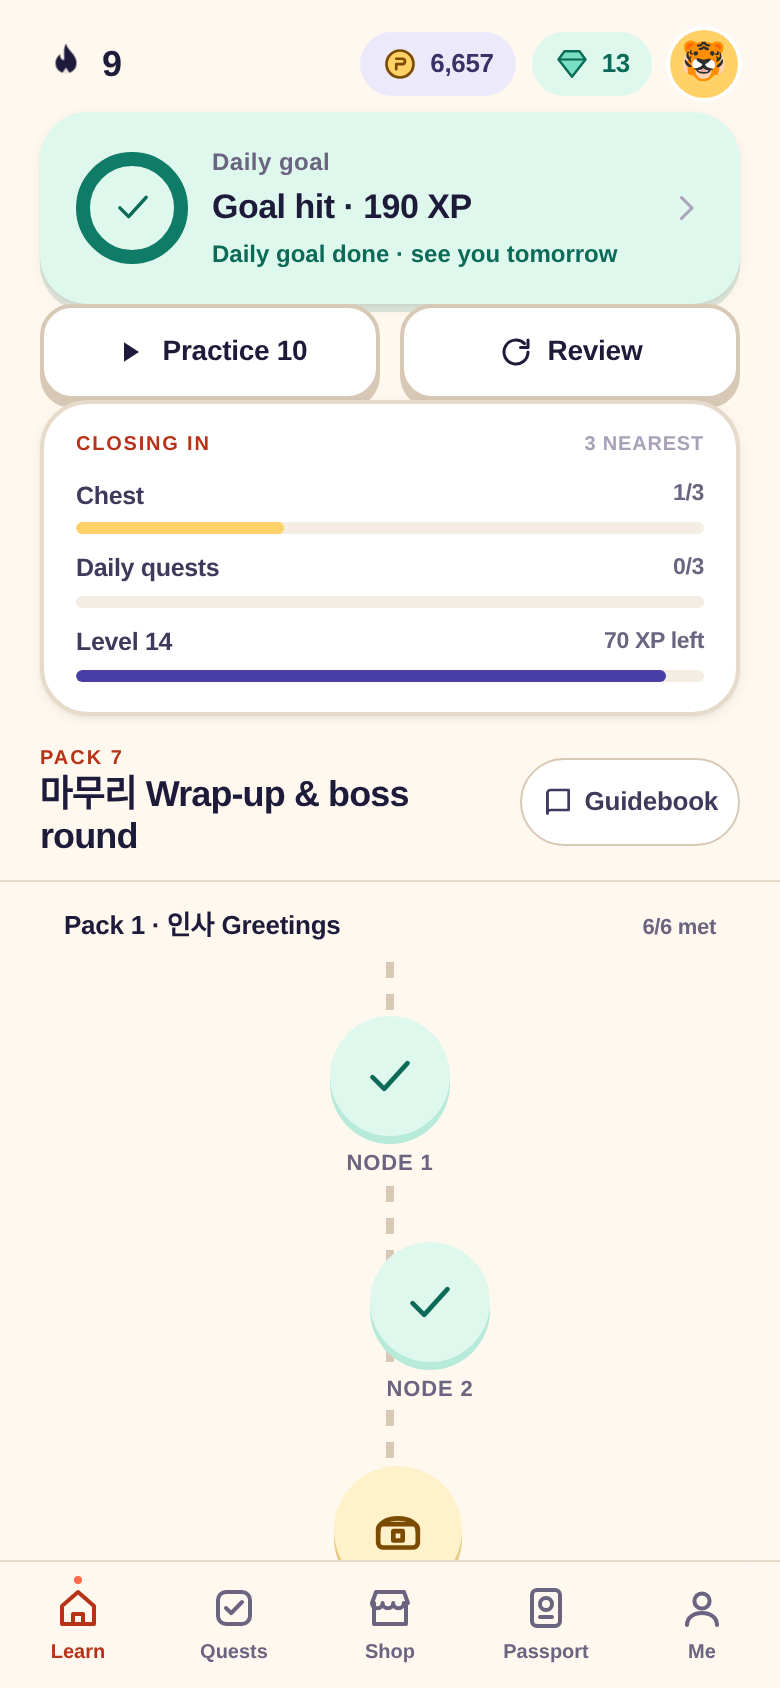 9
6,657
13
Daily goal
Goal hit · 190 XP
Daily goal done · see you tomorrow
Practice 10
Review
CLOSING IN
3 NEAREST
Chest
1/3
Daily quests
0/3
Level 14
70 XP left
PACK 7
마무리 Wrap-up & boss
round
Guidebook
Pack 1 · 인사 Greetings
6/6 met
NODE 1
NODE 2
Learn
Quests
Shop
Passport
Me